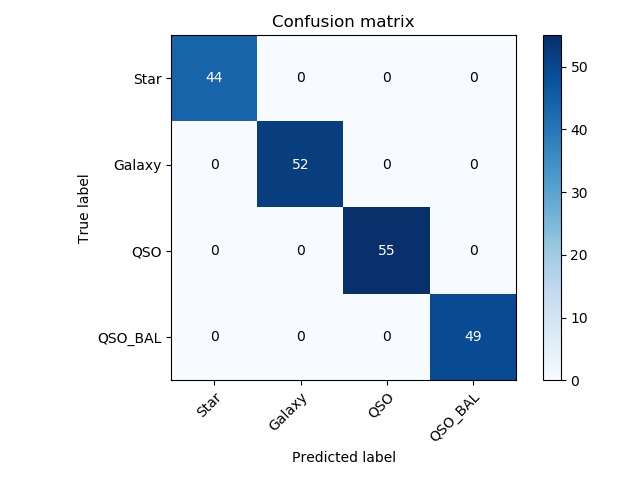 Confusion matrix
Star 44 0 0 0
Galaxy 0 52 0 0
QSO 0 0 55 0
QSO_BAL 0 0 0 49
True label
Star Galaxy QSO QSO_BAL
Predicted label
50
40
30
20
10
0